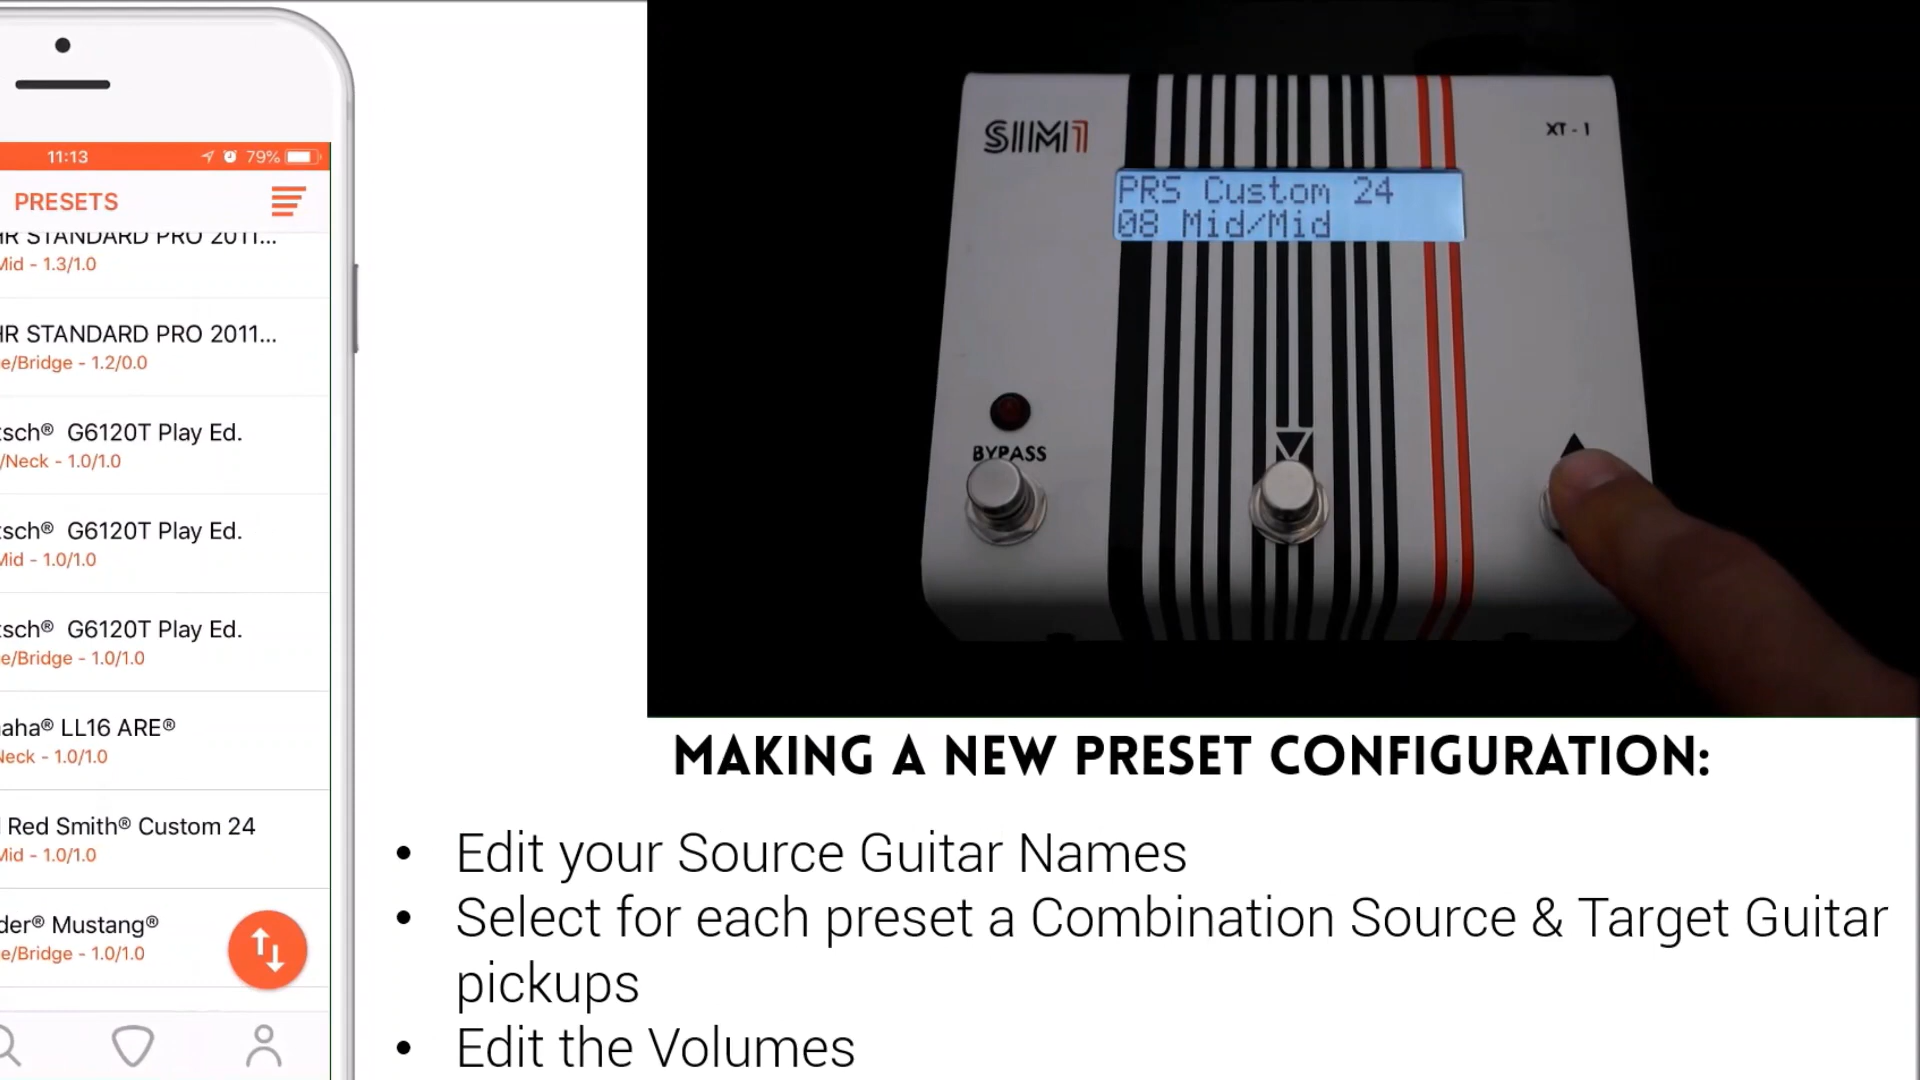 11:13
79%
PRESETS
HR STANDARD PRO 2011...
Mid - 1.3/1.0
HR STANDARD PRO 2011...
e/Bridge - 1.2/0.0
tsch® G6120T Play Ed.
/Neck - 1.0/1.0
tsch® G6120T Play Ed.
Mid - 1.0/1.0
tsch® G6120T Play Ed.
e/Bridge - 1.0/1.0
aha® LL16 ARE®
Neck - 1.0/1.0
l Red Smith® Custom 24
Mid - 1.0/1.0
der® Mustang®
e/Bridge - 1.0/1.0
SIM1
XT - 1
PRS Custom 24
08 Mid/Mid
BYPASS
MAKING A NEW PRESET CONFIGURATION:
• Edit your Source Guitar Names
• Select for each preset a Combination Source & Target Guitar
pickups
• Edit the Volumes